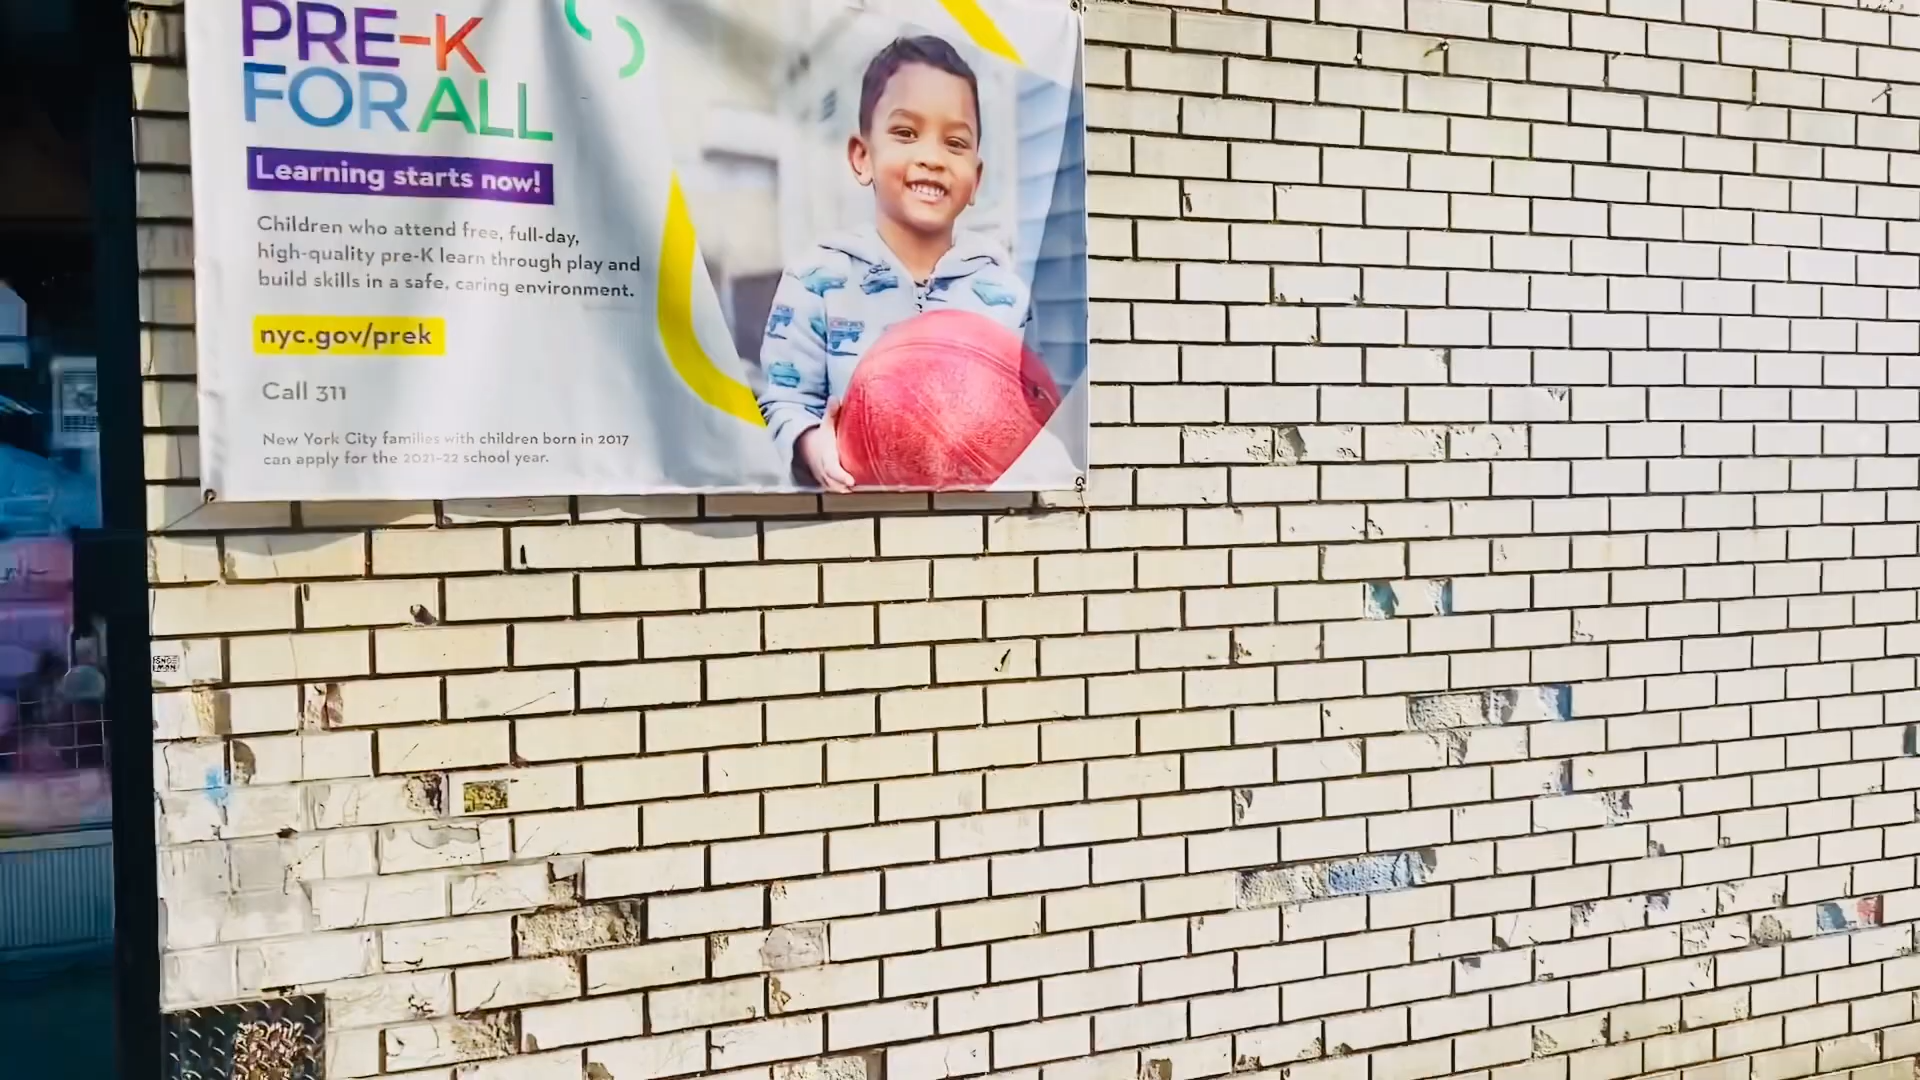 PRE-K
FOR ALL
Learning starts now!
Children who attend free, full-day,
high-quality pre-K learn through play and
build skills in a safe, caring environment.
nyc.gov/prek
Call 311
New York City families with children born in 2017
can apply for the 2021-22 school year.